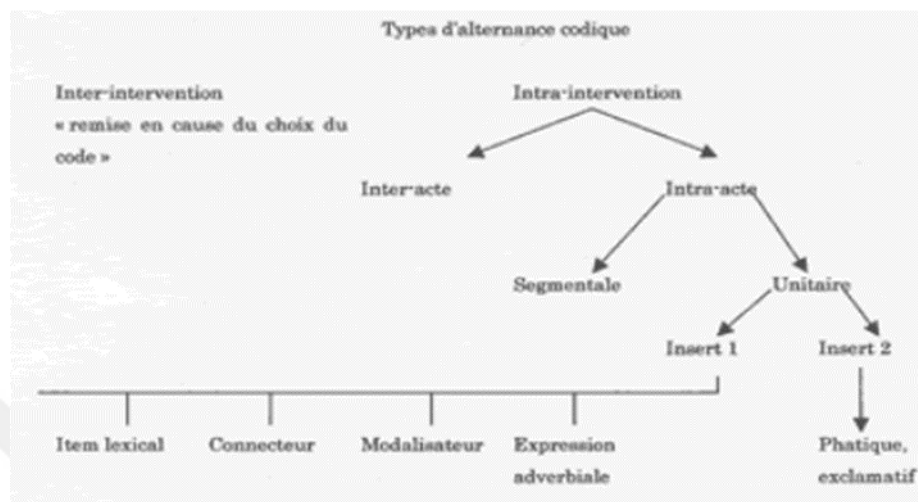 Types d'alternance codique
Inter-intervention
« remise en cause du choix du
code »
Intra-intervention
Inter-acte
Intra-acte
Segmentale
Unitaire
Insert 1
Insert 2
Item lexical
Connecteur
Modalisateur
Expression
adverbiale
Phatique,
exclamatif